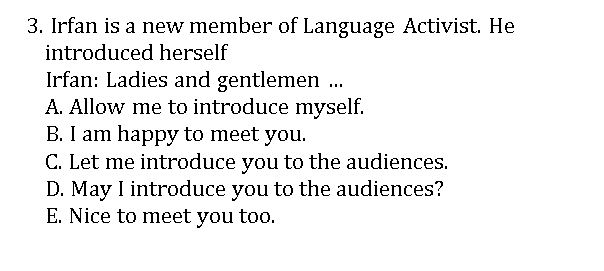 3. Irfan is a new member of Language Activist. He
introduced herself
Irfan: Ladies and gentlemen ...
A. Allow me to introduce myself.
B. I am happy to meet you.
C. Let me introduce you to the audiences.
D. May I introduce you to the audiences?
E. Nice to meet you too.